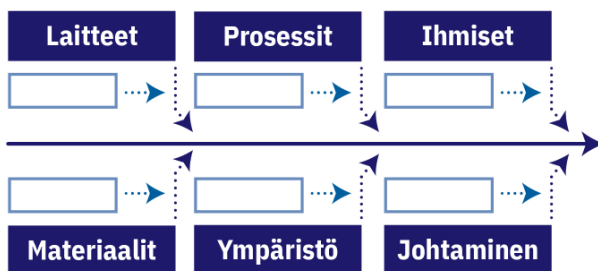 Laitteet
Prosessit
Ihmiset
Materiaalit
Ympäristö
Johtaminen